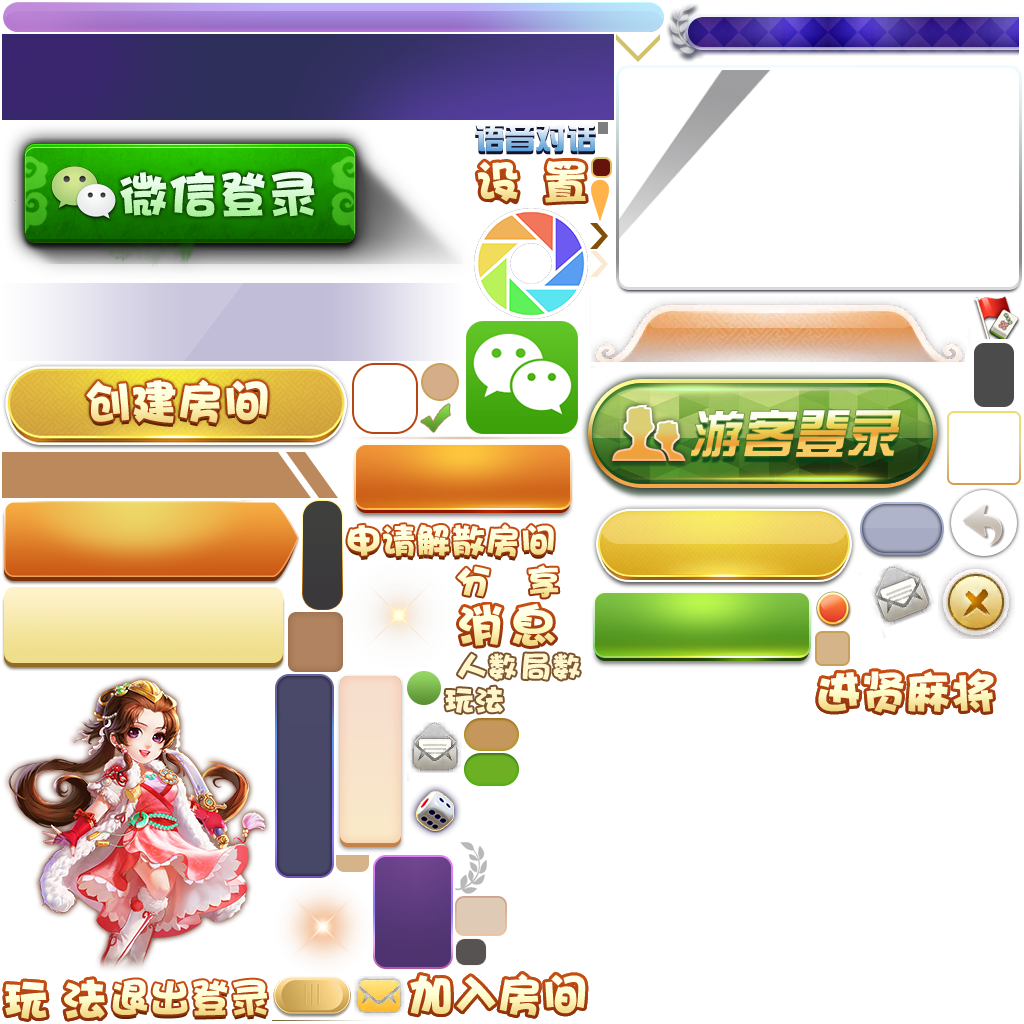 语音对话
设 置
微信登录
创建房间
游客登录
申请解散房间
分 享
消息
人数局数
玩法
进贤麻将
玩 法
退出登录
加入房间